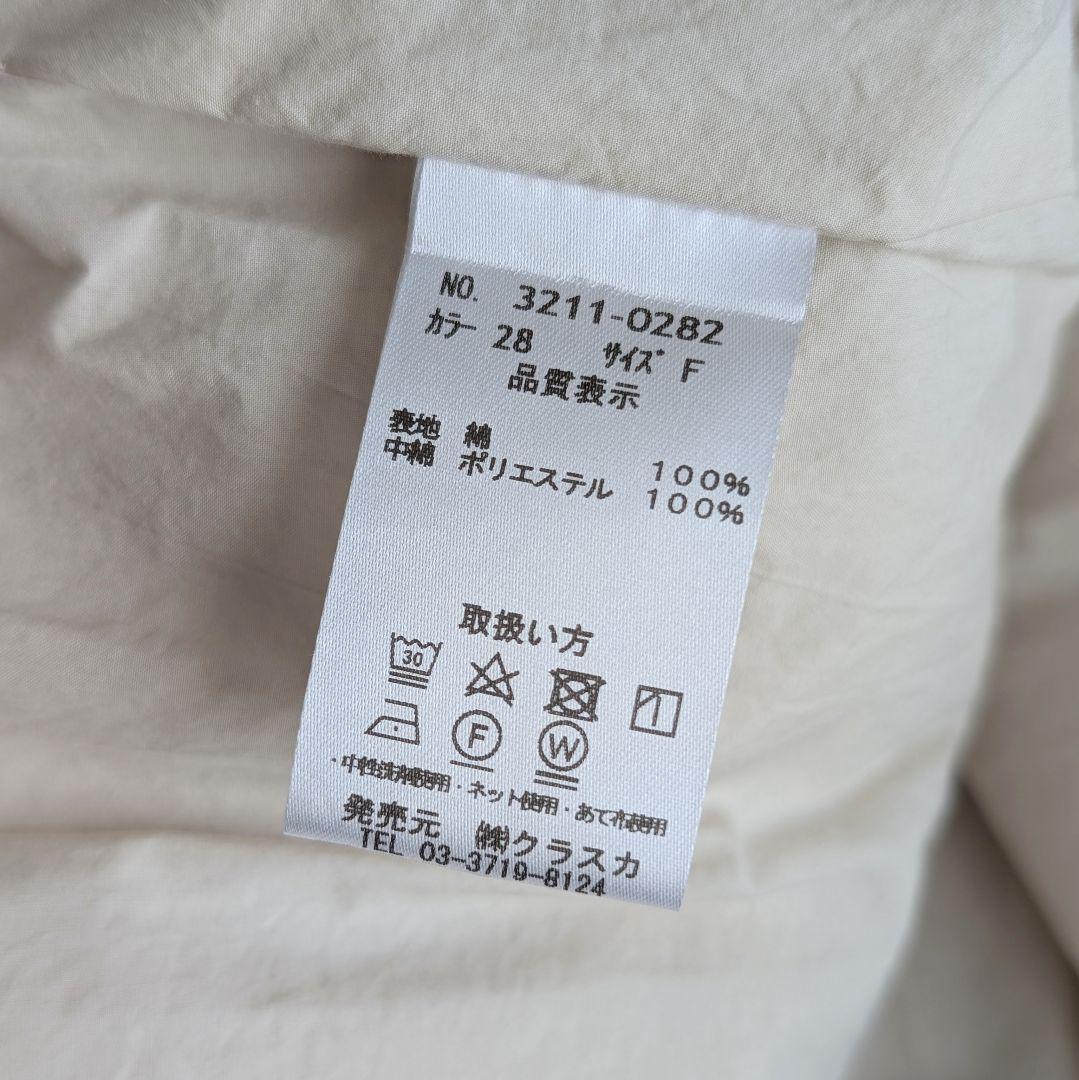 NO. 3211-0282
カラー 28 サイズ F
品質表示
表地 綿 100%
中綿 ポリエステル 100%
取扱い方
30
F W
・中性洗剤使用・ネット使用・あて布使用
発売元 ㈱クラスカ
TEL 03-3719-8124